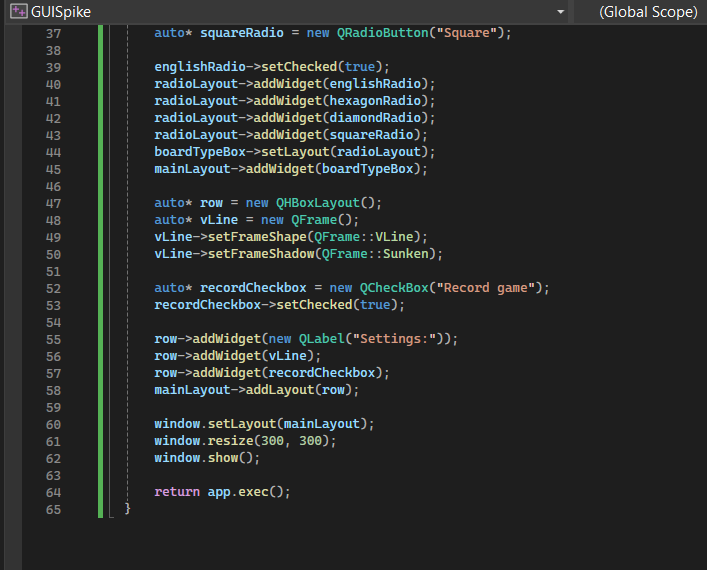 GUISpike (Global Scope)
37 auto* squareRadio = new QRadioButton("Square");
38
39 englishRadio->setChecked(true);
40 radioLayout->addWidget(englishRadio);
41 radioLayout->addWidget(hexagonRadio);
42 radioLayout->addWidget(diamondRadio);
43 radioLayout->addWidget(squareRadio);
44 boardTypeBox->setLayout(radioLayout);
45 mainLayout->addWidget(boardTypeBox);
46
47 auto* row = new QHBoxLayout();
48 auto* vLine = new QFrame();
49 vLine->setFrameShape(QFrame::VLine);
50 vLine->setFrameShadow(QFrame::Sunken);
51
52 auto* recordCheckbox = new QCheckBox("Record game");
53 recordCheckbox->setChecked(true);
54
55 row->addWidget(new QLabel("Settings:"));
56 row->addWidget(vLine);
57 row->addWidget(recordCheckbox);
58 mainLayout->addLayout(row);
59
60 window.setLayout(mainLayout);
61 window.resize(300, 300);
62 window.show();
63
64 return app.exec();
65 }